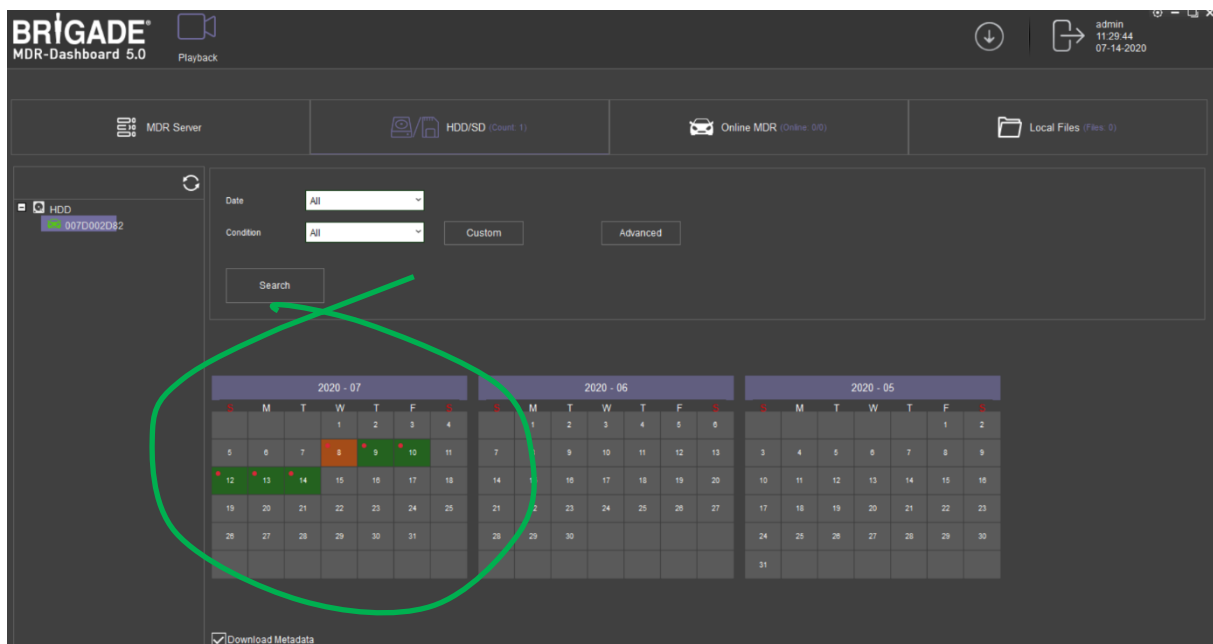 BRIGADE®
MDR-Dashboard 5.0
Playback
admin
11:29:44
07-14-2020
MDR Server
HDD/SD (Count: 1)
Online MDR (Online: 0/0)
Local Files (Files: 0)
HDD
007D002D82
Date All
Condition All Custom Advanced
Search
2020 - 07
S M T W T F S
1 2 3 4
5 6 7 8 9 10 11
12 13 14 15 16 17 18
19 20 21 22 23 24 25
26 27 28 29 30 31
2020 - 06
S M T W T F S
1 2 3 4 5 6
7 8 9 10 11 12 13
14 15 16 17 18 19 20
21 22 23 24 25 26 27
28 29 30
2020 - 05
S M T W T F S
1 2
3 4 5 6 7 8 9
10 11 12 13 14 15 16
17 18 19 20 21 22 23
24 25 26 27 28 29 30
31
Download Metadata